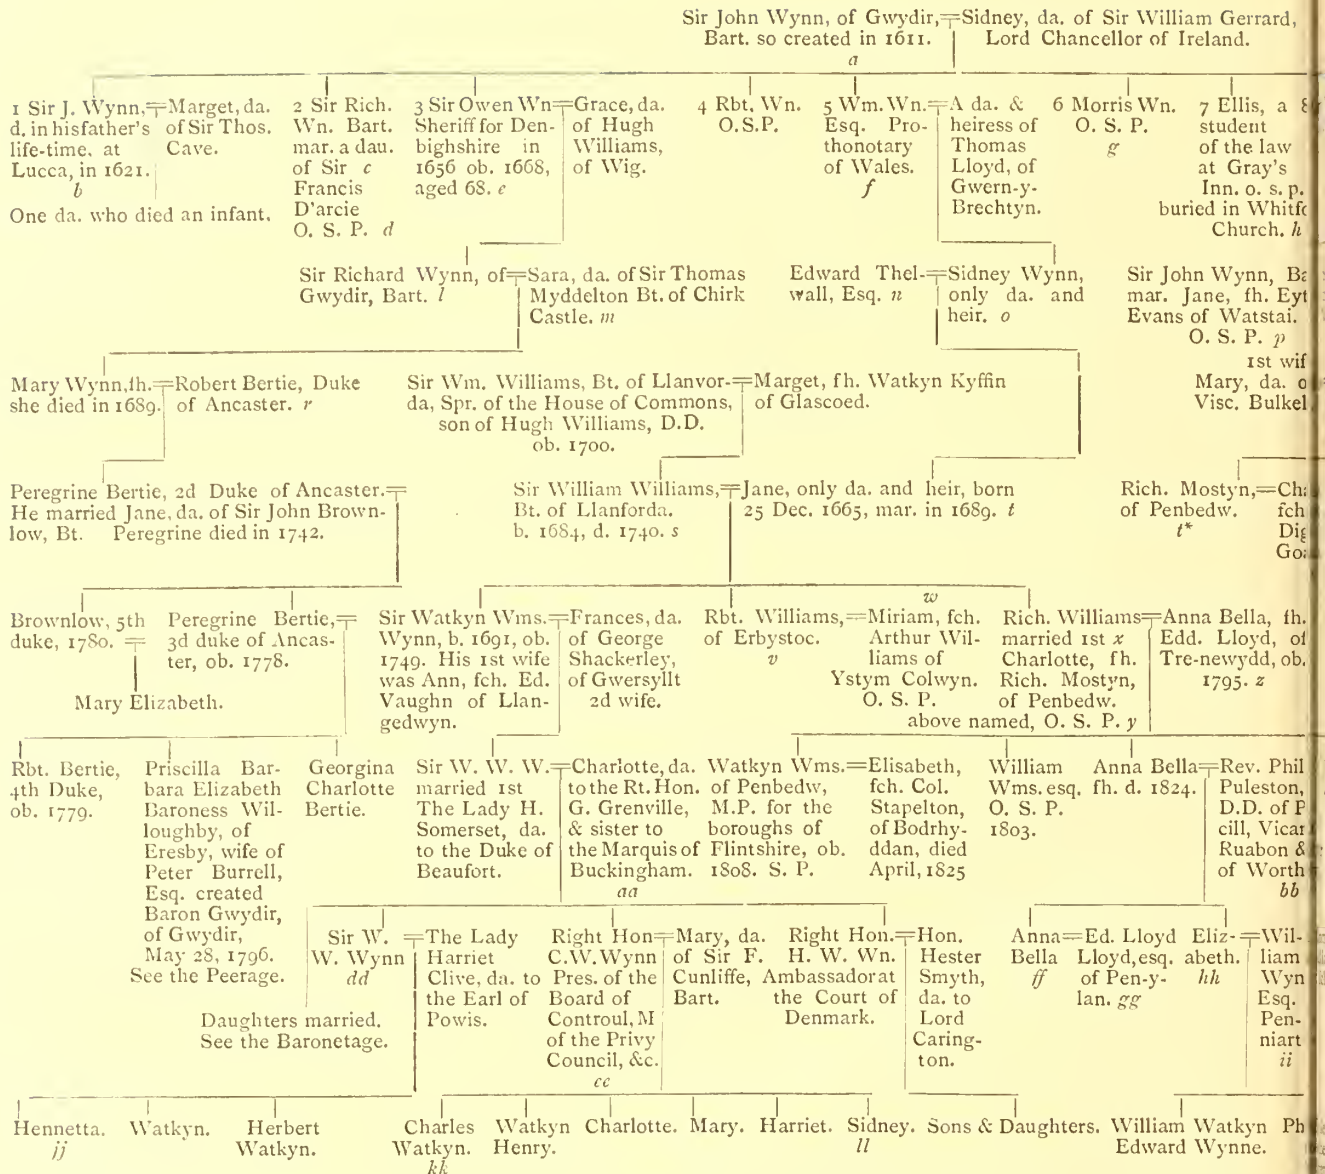 Sir John Wynn, of Gwydir, Sidney, da. of Sir William Gerrard,
Bart. so created in 1611. Lord Chancellor of Ireland.
a
1 Sir J. Wynn,
d. in his father's
life-time, at
Lucca, in 1621.
b
Marget, da.
of Sir Thos.
Cave.
One da. who died an infant.
2 Sir Rich.
Wn. Bart.
mar. a dau.
of Sir c
Francis
D'arcie
O. S. P. d
3 Sir Owen Wn
Sheriff for Den-
bighshire in
1656 ob. 1668,
aged 68. e
Grace, da.
of Hugh
Williams,
of Wig.
4 Rbt. Wn.
O.S.P.
5 Wm. Wn.
Esq. Pro-
thonotary
of Wales.
f
A da. &
heiress of
Thomas
Lloyd, of
Gwern-y-
Brechtyn.
6 Morris Wn.
O. S. P.
g
7 Ellis, a
student
of the law
at Gray's
Inn. o. s. p.
buried in
Church. h
Sir Richard Wynn, of
Gwydir, Bart. l
Sara, da. of Sir Thomas
Myddelton Bt. of Chirk
Castle. m
Edward Thel-
wall, Esq. n
Sidney Wynn,
only da. and
heir. o
Sir John Wynn,
mar. Jane, fh.
Evans of Watstai.
O. S. P. p
1st
Mary, da.
Visc.
Mary Wynn, fh.
she died in 1689.
Robert Bertie, Duke
of Ancaster. r
Sir Wm. Williams, Bt. of Llanvor-
da, Spr. of the House of Commons,
son of Hugh Williams, D.D.
ob. 1700.
Marget, fh. Watkyn Kyffin
of Glascoed.
Peregrine Bertie, 2d Duke of Ancaster.
He married Jane, da. of Sir John Brown-
low, Bt. Peregrine died in 1742.
Sir William Williams,
Bt. of Llanforda.
b. 1684, d. 1740. s
Jane, only da. and heir, born
25 Dec. 1665, mar. in 1689. t
Rich. Mostyn,
of Penbedw.
t*
fch
Brownlow, 5th
duke, 1780.
Mary Elizabeth.
Peregrine Bertie,
3d duke of Ancas-
ter, ob. 1778.
Sir Watkyn Wms.
Wynn, b. 1691, ob.
1749. His 1st wife
was Ann, fch. Ed.
Vaughn of Llan-
gedwyn.
Frances, da.
of George
Shackerley,
of Gwersyllt
2d wife.
Rbt. Williams,
of Erbystoc.
v
w
Miriam, fch.
Arthur Wil-
liams of
Ystym Colwyn.
O. S. P.
Rich. Williams
married 1st x
Charlotte, fh.
Rich. Mostyn,
of Penbedw.
above named, O. S. P. y
Anna Bella, fh.
Edd. Lloyd,
Tre-newydd, ob.
1795. z
Rbt. Bertie,
4th Duke,
ob. 1779.
Priscilla Bar-
bara Elizabeth
Baroness Wil-
loughby, of
Eresby, wife of
Peter Burrell,
Esq. created
Baron Gwydir,
of Gwydir,
May 28, 1796.
See the Peerage.
Georgina
Charlotte
Bertie.
Sir W. W. W.
married 1st
The Lady H.
Somerset, da.
to the Duke of
Beaufort.
Charlotte, da.
to the Rt. Hon.
G. Grenville,
& sister to
the Marquis of
Buckingham.
aa
Watkyn Wms.
of Penbedw,
M.P. for the
boroughs of
Flintshire, ob.
1808. S. P.
Elisabeth,
fch. Col.
Stapelton,
of Bodrhy-
ddan, died
April, 1825
William
Wms. esq.
O. S. P.
1803.
Anna Bella
fh. d. 1824.
Rev. Phil
Puleston,
D.D. of
cill, Vicar
Ruabon &
of Worth
bb
Sir W.
W. Wynn
dd
The Lady
Harriet
Clive, da. to
the Earl of
Powis.
Daughters married.
See the Baronetage.
Right Hon
C. W. Wynn
Pres. of the
Board of
Controul, M
of the Privy
Council, &c.
cc
Mary, da.
of Sir F.
Cunliffe,
Bart.
Right Hon.
H. W. Wn.
Ambassador at
the Court of
Denmark.
Hon.
Hester
Smyth,
da. to
Lord
Caring-
ton.
Anna
Bella
ff
Ed. Lloyd
Lloyd, esq.
of Pen-y-
lan. gg
Eliz-
abeth.
hh
Wil-
liam
Wyn
Esq.
Pen-
niart
ii
Hennetta.
jj
Watkyn.
Herbert
Watkyn.
Charles
Watkyn.
kk
Watkyn
Henry.
Charlotte.
Mary.
Harriet.
Sidney.
ll
Sons & Daughters.
William Watkyn
Edward Wynne.
Ph